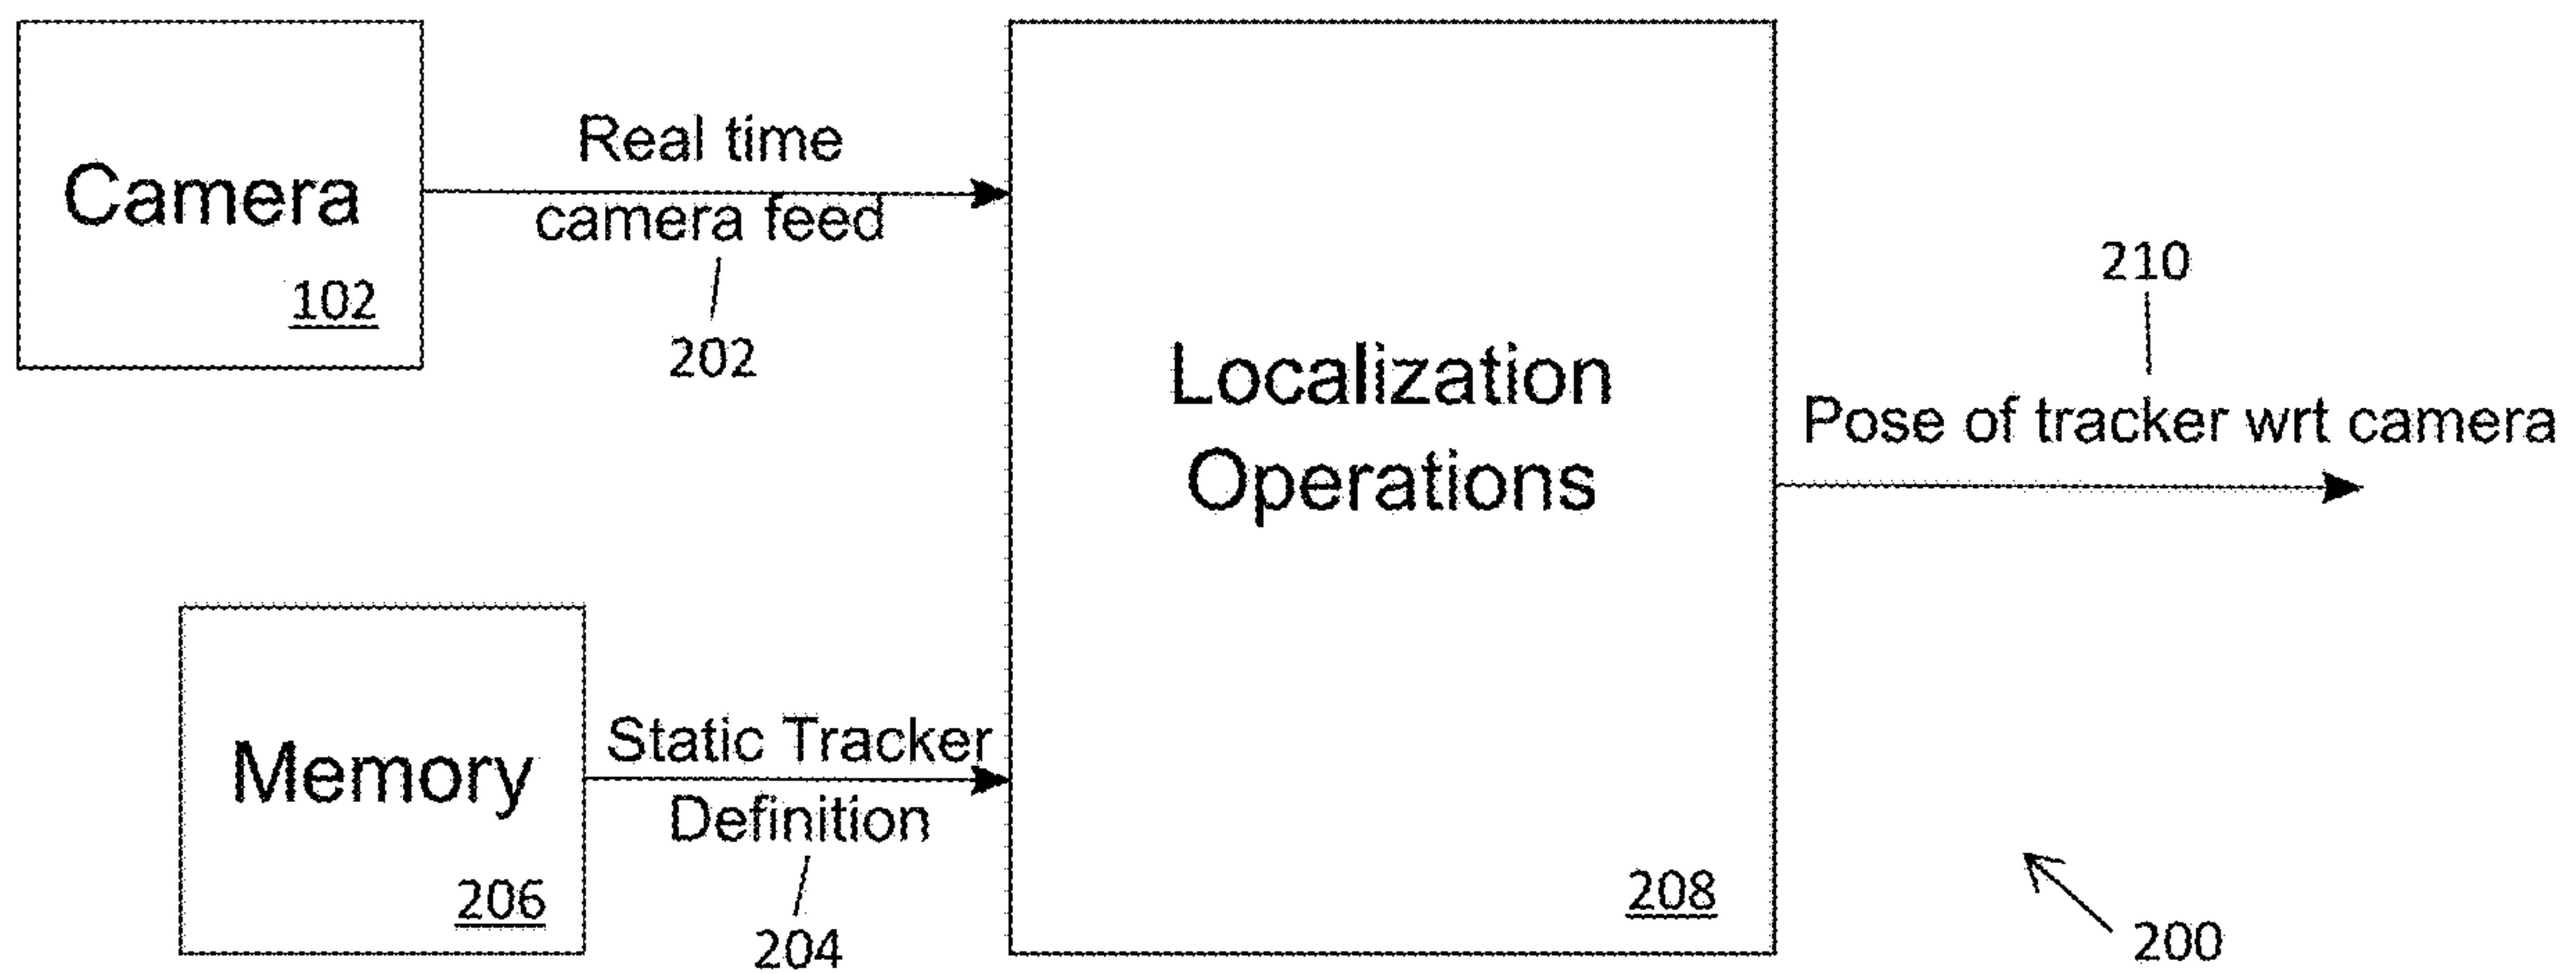 Camera
102
Real time
camera feed
202
Localization
Operations
208
210
Pose of tracker wrt camera
Memory
206
Static Tracker
Definition
204
200